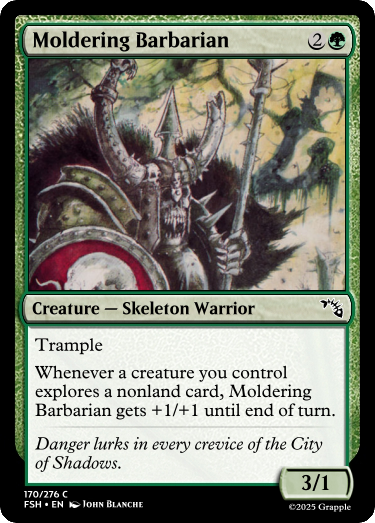 Moldering Barbarian 2
Creature — Skeleton Warrior
Trample
Whenever a creature you control
explores a nonland card, Moldering
Barbarian gets +1/+1 until end of turn.
Danger lurks in every crevice of the City
of Shadows.
3/1
170/276 C
FSH • EN John Blanche
©2025 Grapple